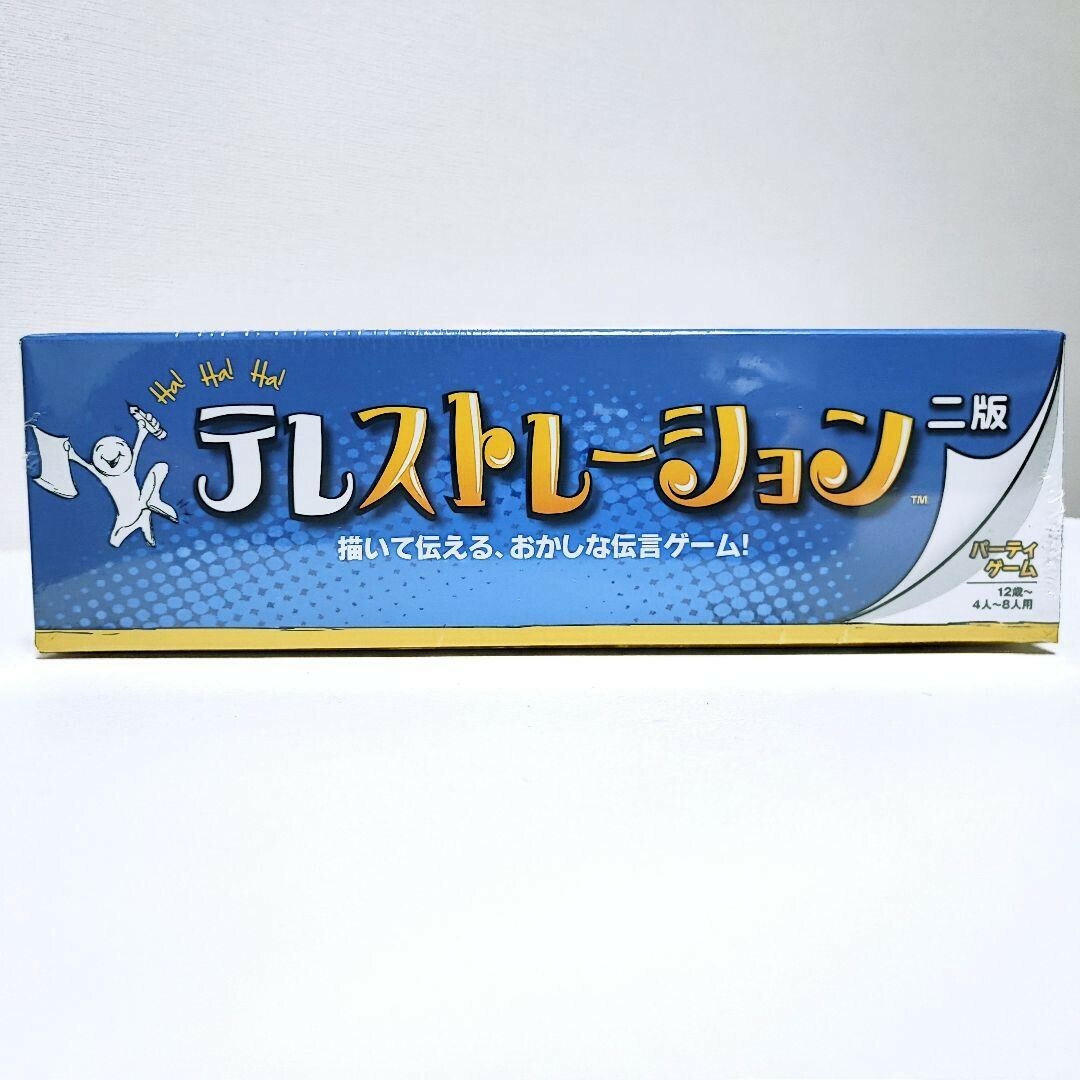 Ha! Ha! Ha!
テレストレーション 二版
TM
描いて伝える、おかしな伝言ゲーム!
パーティ
ゲーム
12歳～
4人～8人用